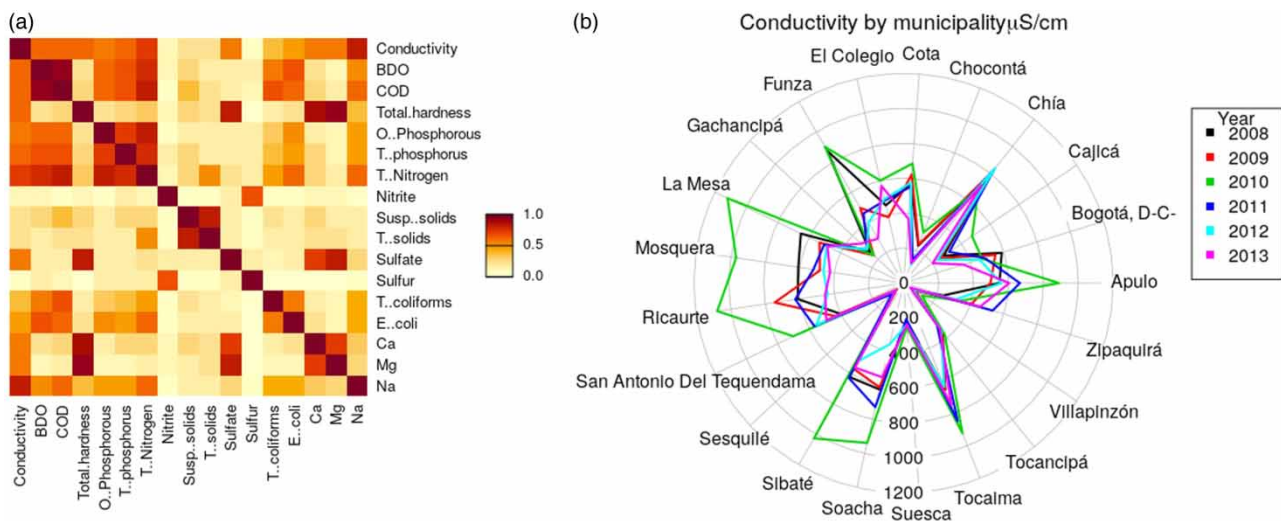 (a)
Conductivity
BDO
COD
Total.hardness
O..Phosphorous
T..phosphorus
T..Nitrogen
Nitrite
Susp..solids
T..solids
Sulfate
Sulfur
T..coliforms
E..coli
Ca
Mg
Na
1.0
0.5
0.0
Conductivity
BDO
COD
Total.hardness
O..Phosphorous
T..phosphorus
T..Nitrogen
Nitrite
Susp..solids
T..solids
Sulfate
Sulfur
T..coliforms
E..coli
Ca
Mg
Na
(b)
Conductivity by municipalityµS/cm
El Colegio
Cota
Chocontá
Chía
Cajicá
Bogotá, D-C-
Apulo
Zipaquirá
Villapinzón
Tocancipá
Tocaima
Suesca
Soacha
Sibaté
Sesquilé
San Antonio Del Tequendama
Ricaurte
Mosquera
La Mesa
Gachancipá
Funza
0
200
400
600
800
1000
1200
Year
2008
2009
2010
2011
2012
2013